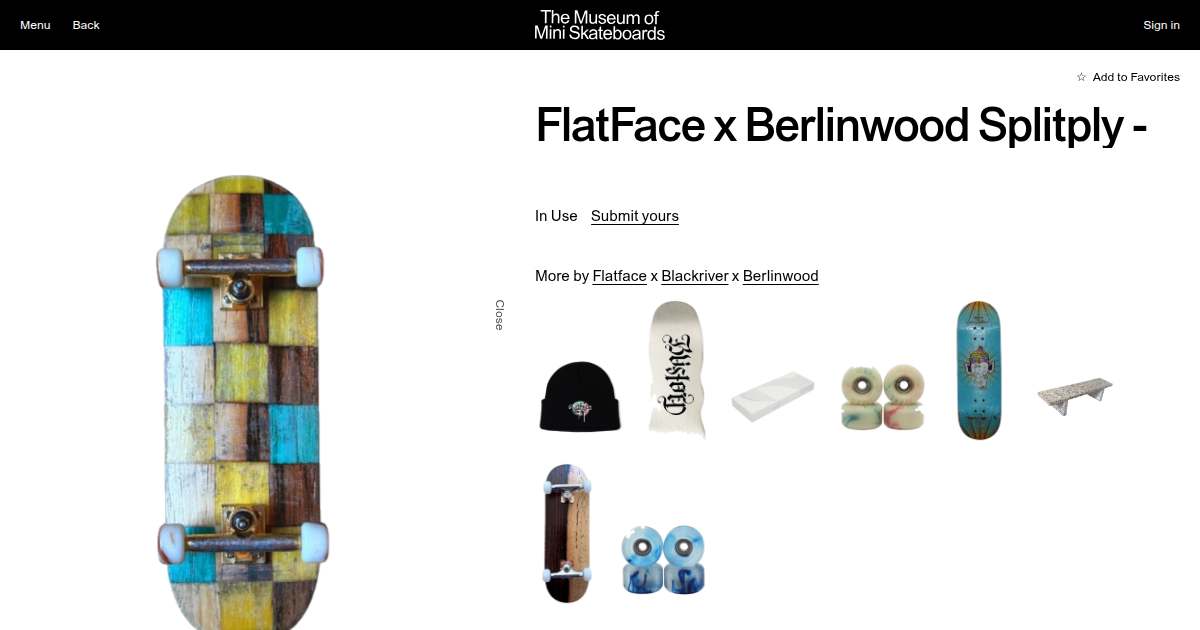 Menu
Back
The Museum of
Mini Skateboards
Sign in
☆ Add to Favorites
FlatFace x Berlinwood Splitply -
In Use Submit yours
More by Flatface x Blackriver x Berlinwood
Close